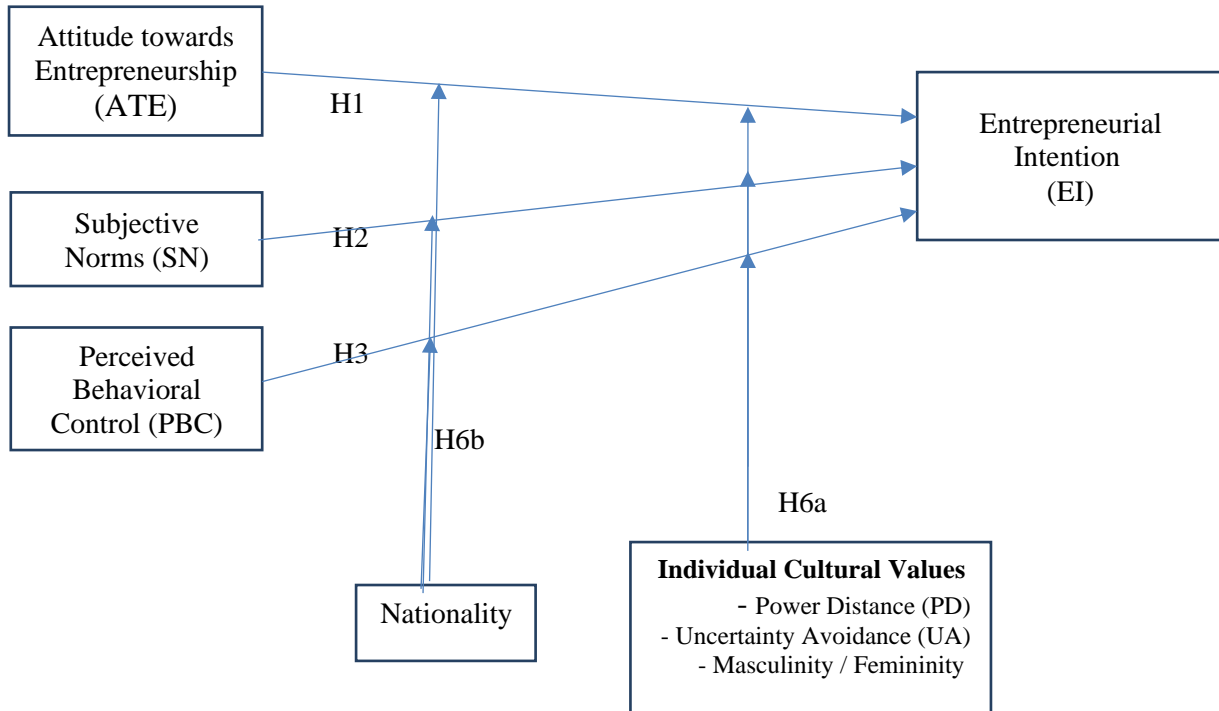 Attitude towards
Entrepreneurship
(ATE)
H1
Entrepreneurial
Intention
(EI)
Subjective
Norms (SN)
H2
Perceived
Behavioral
Control (PBC)
H3
H6b
H6a
Nationality
Individual Cultural Values
- Power Distance (PD)
- Uncertainty Avoidance (UA)
- Masculinity / Femininity